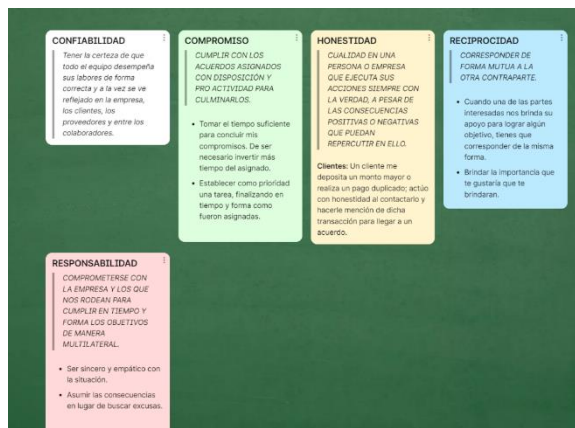 CONFIABILIDAD
Tener la certeza de que
todo el equipo desempeña
sus labores de forma
correcta y a la vez se ve
reflejado en la empresa,
los clientes, los
proveedores y entre los
colaboradores.
COMPROMISO
CUMPLIR CON LOS
ACUERDOS ASIGNADOS
CON DISPOSICIÓN Y
PRO ACTIVIDAD PARA
CULMINARLOS.
• Tomar el tiempo suficiente
para concluir mis
compromisos. De ser
necesario invertir más
tiempo del asignado.
• Establecer como prioridad
una tarea, finalizando en
tiempo y forma como
fueron asignadas.
HONESTIDAD
CUALIDAD EN UNA
PERSONA O EMPRESA
QUE EJECUTA SUS
ACCIONES SIEMPRE CON
LA VERDAD, A PESAR DE
LAS CONSECUENCIAS
POSITIVAS O NEGATIVAS
QUE PUEDAN
REPERCUTIR EN ELLO.
Clientes: Un cliente me
deposita un monto mayor o
realiza un pago duplicado; actúo
con honestidad al contactarlo y
hacerle mención de dicha
transacción para llegar a un
acuerdo.
RECIPROCIDAD
CORRESPONDER DE
FORMA MUTUA A LA
OTRA CONTRAPARTE.
• Cuando una de las partes
interesadas nos brinda su
apoyo para lograr algún
objetivo, tienes que
corresponder de la misma
forma.
• Brindar la importancia que
te gustaría que te
brindaran.
RESPONSABILIDAD
COMPROMETERSE CON
LA EMPRESA Y LOS QUE
NOS RODEAN PARA
CUMPLIR EN TIEMPO Y
FORMA LOS OBJETIVOS
DE MANERA
MULTILATERAL.
• Ser sincero y empático con
la situación.
• Asumir las consecuencias
en lugar de buscar excusas.